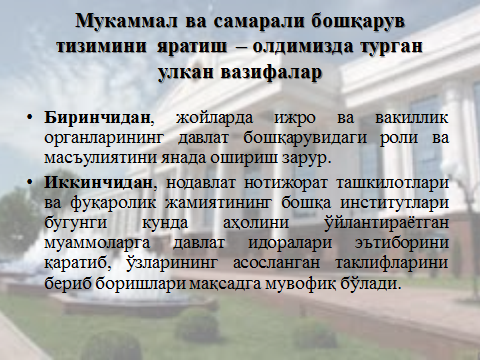 Мукаммал ва самарали бошқарув
тизимини яратиш – олдимизда турган
улкан вазифалар
• Биринчидан, жойларда ижро ва вакиллик
органларининг давлат бошқарувидаги роли ва
масъулиятини янада ошириш зарур.
• Иккинчидан, нодавлат нотижорат ташкилотлари
ва фуқаролик жамиятининг бошқа институтлари
бугунги кунда аҳолини ўйлантираётган
муаммоларга давлат идоралари эътиборини
қаратиб, ўзларининг асосланган таклифларини
бериб боришлари мақсадга мувофиқ бўлади.